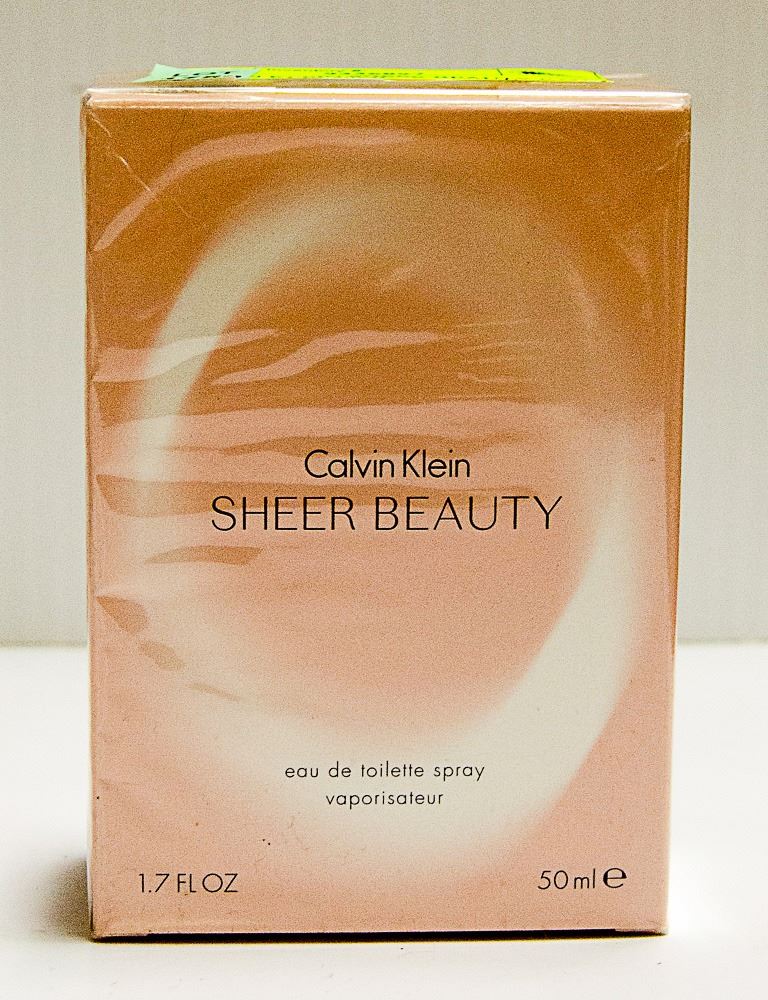 Calvin Klein
SHEER BEAUTY
eau de toilette spray
vaporisateur
1.7 FL OZ
50 ml ℮